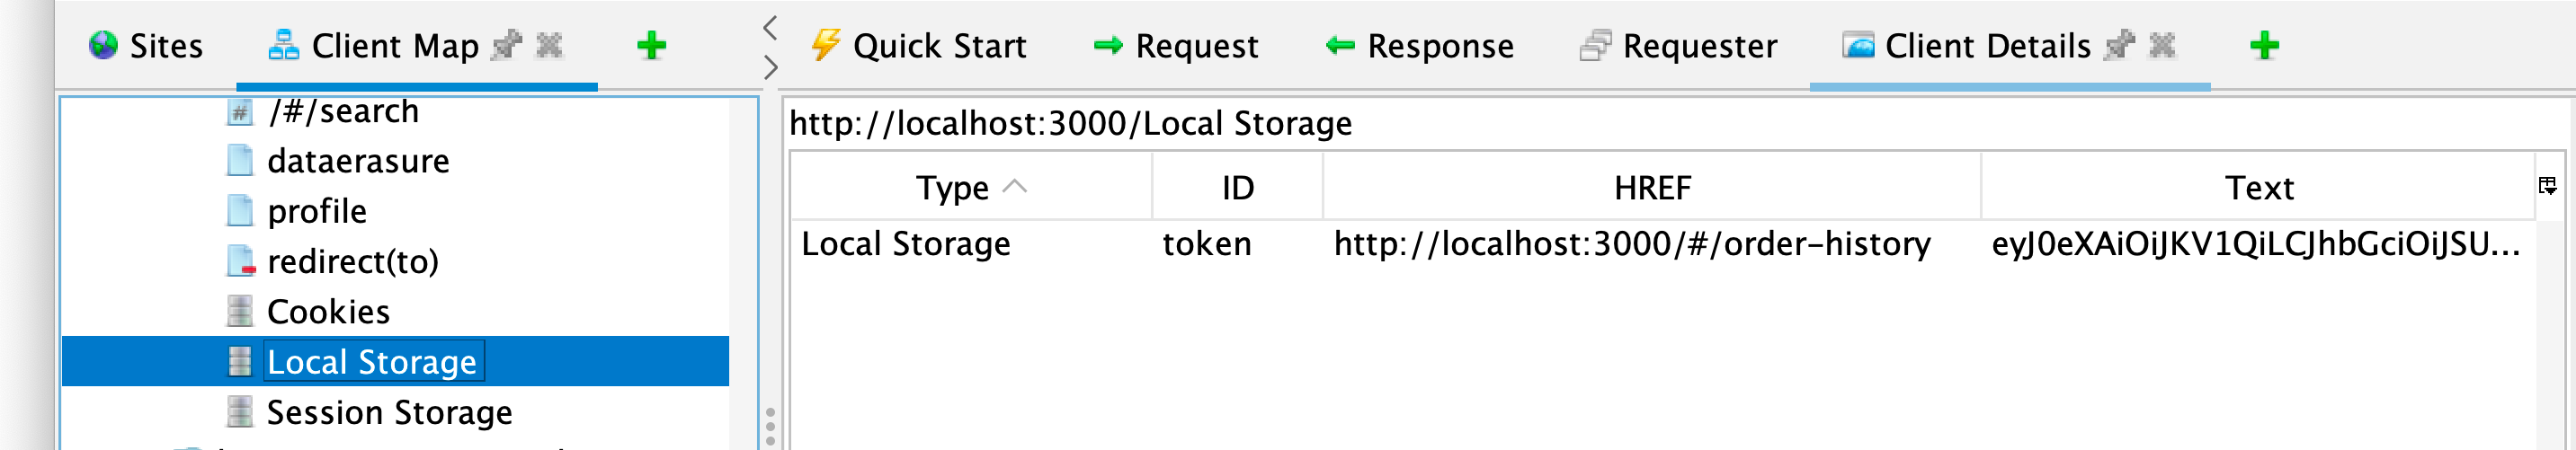 Sites Client Map
/#/search
dataerasure
profile
redirect(to)
Cookies
Local Storage
Session Storage
Quick Start Request Response Requester Client Details
http://localhost:3000/Local Storage
Type ID HREF Text
Local Storage token http://localhost:3000/#/order-history eyJ0eXAiOiJKV1QiLCJhbGciOiJSU...